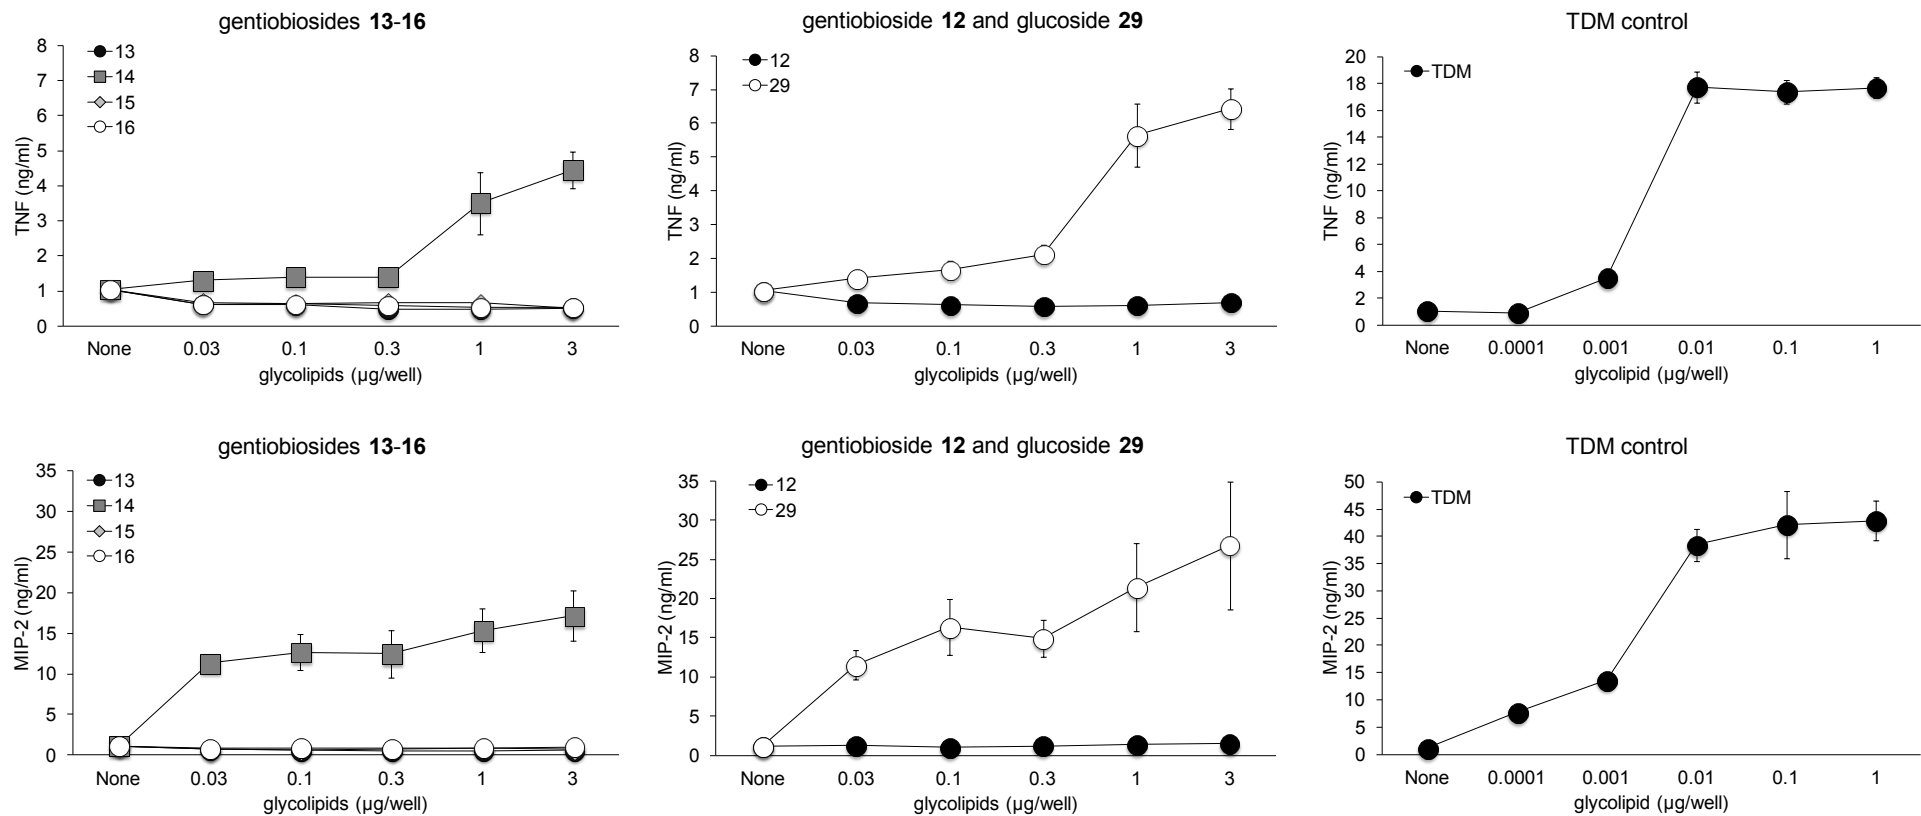 gentiobiosides 13-16
13
14
15
16
8
7
6
5
4
3
2
1
0
TNF (ng/ml)
None 0.03 0.1 0.3 1 3
glycolipids (µg/well)
gentiobioside 12 and glucoside 29
12
29
8
7
6
5
4
3
2
1
0
TNF (ng/ml)
None 0.03 0.1 0.3 1 3
glycolipids (µg/well)
TDM control
TDM
20
18
16
14
12
10
8
6
4
2
0
TNF (ng/ml)
None 0.0001 0.001 0.01 0.1 1
glycolipid (µg/well)
gentiobiosides 13-16
13
14
15
16
35
30
25
20
15
10
5
0
MIP-2 (ng/ml)
None 0.03 0.1 0.3 1 3
glycolipids (µg/well)
gentiobioside 12 and glucoside 29
12
29
35
30
25
20
15
10
5
0
MIP-2 (ng/ml)
None 0.03 0.1 0.3 1 3
glycolipids (µg/well)
TDM control
TDM
50
45
40
35
30
25
20
15
10
5
0
MIP-2 (ng/ml)
None 0.0001 0.001 0.01 0.1 1
glycolipid (µg/well)